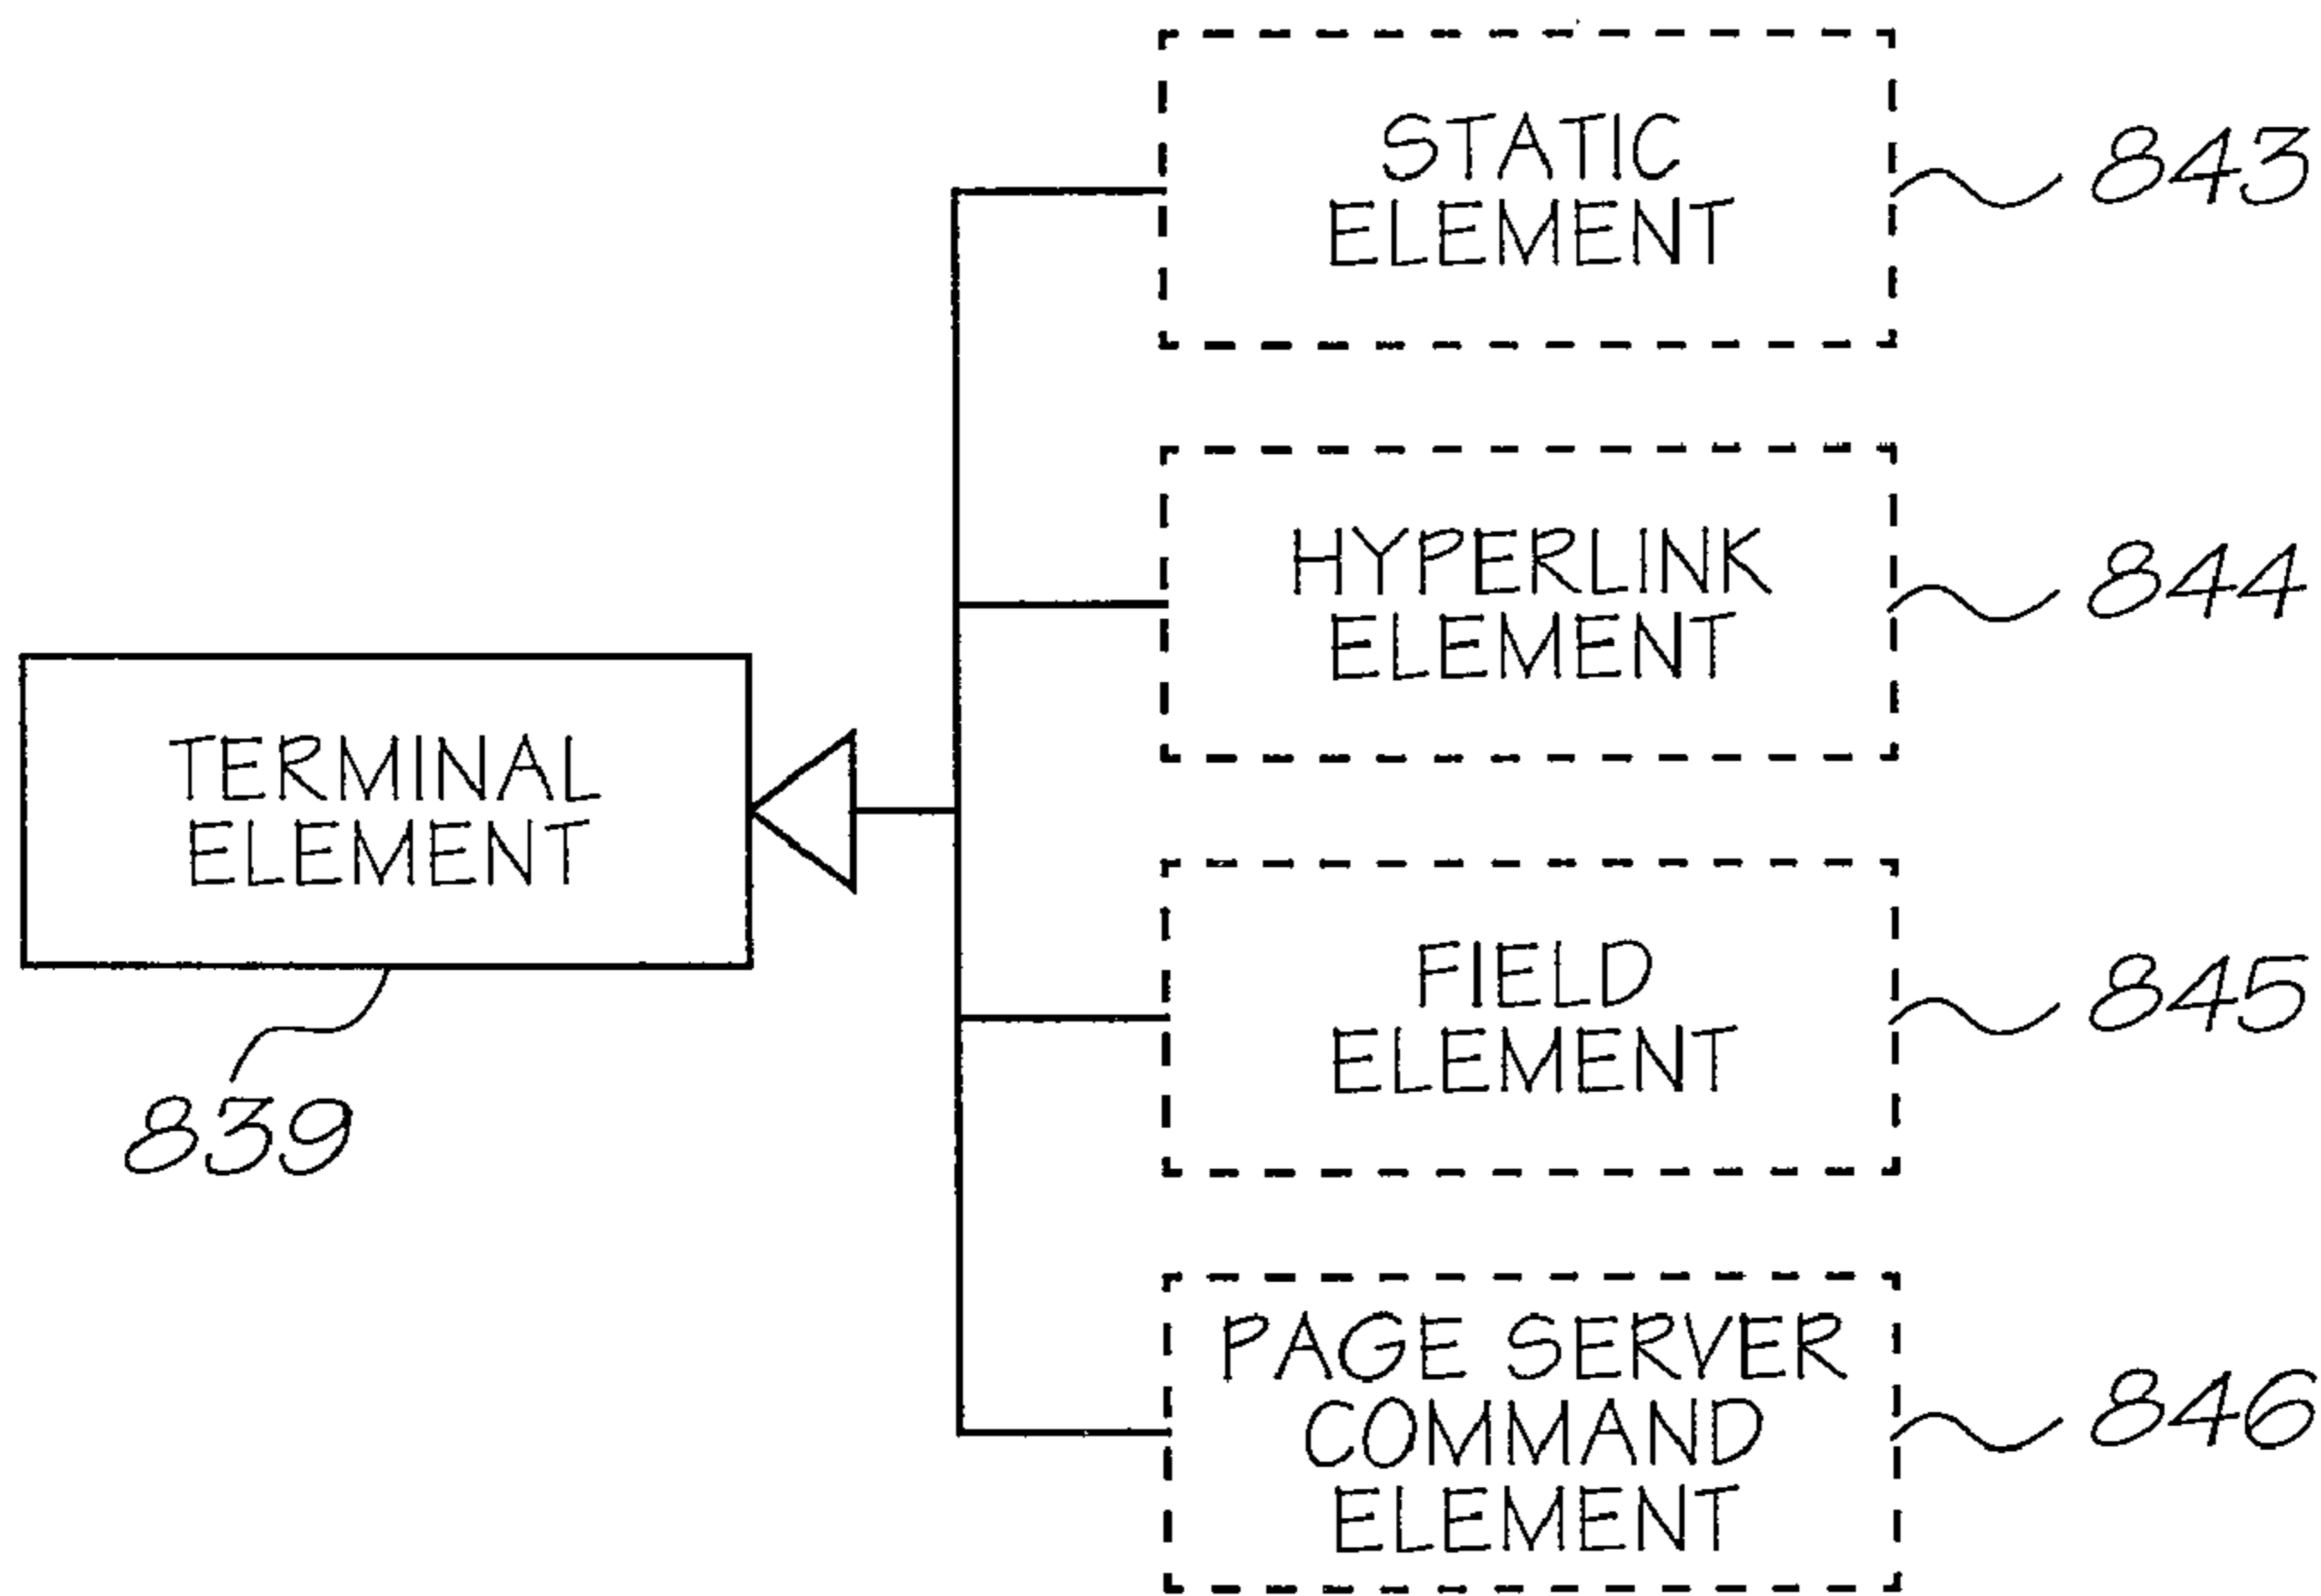 STATIC
ELEMENT
843
HYPERLINK
ELEMENT
844
TERMINAL
ELEMENT
839
FIELD
ELEMENT
845
PAGE SERVER
COMMAND
ELEMENT
846